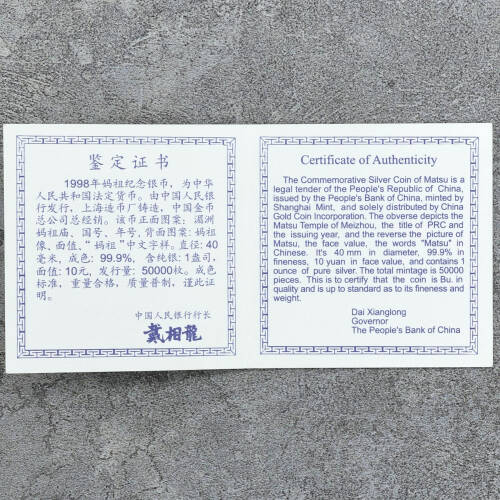 鉴定证书
1998年妈祖纪念银币，为中华
人民共和国法定货币。由中国人民银
行发行，上海造币厂铸造，中国金币
总公司总经销。该币正面图案：湄洲
妈祖庙、国号、年号，背面图案：妈祖
像、面值、“妈祖”中文字样。直径：40
毫米，成色：99.9%，含纯银：1盎司，
面值：10元，发行量：50000枚。成色
标准，重量合格，质量普制，谨此证
明。
中国人民银行行长
戴相龙
Certificate of Authenticity
The Commemorative Silver Coin of Matsu is a
legal tender of the People's Republic of China,
issued by the People's Bank of China, minted by
Shanghai Mint, and solely distributed by China
Gold Coin Incorporation. The obverse depicts the
Matsu Temple of Meizhou, the title of PRC and
the issuing year, and the reverse the picture of
Matsu, the face value, the words "Matsu" in
Chinese. It's 40 mm in diameter, 99.9% in
fineness, 10 yuan in face value, and contains 1
ounce of pure silver. The total mintage is 50000
pieces. This is to certify that the coin is Bu. in
quality and is up to standard as to its fineness and
weight.
Dai Xianglong
Governor
The People's Bank of China